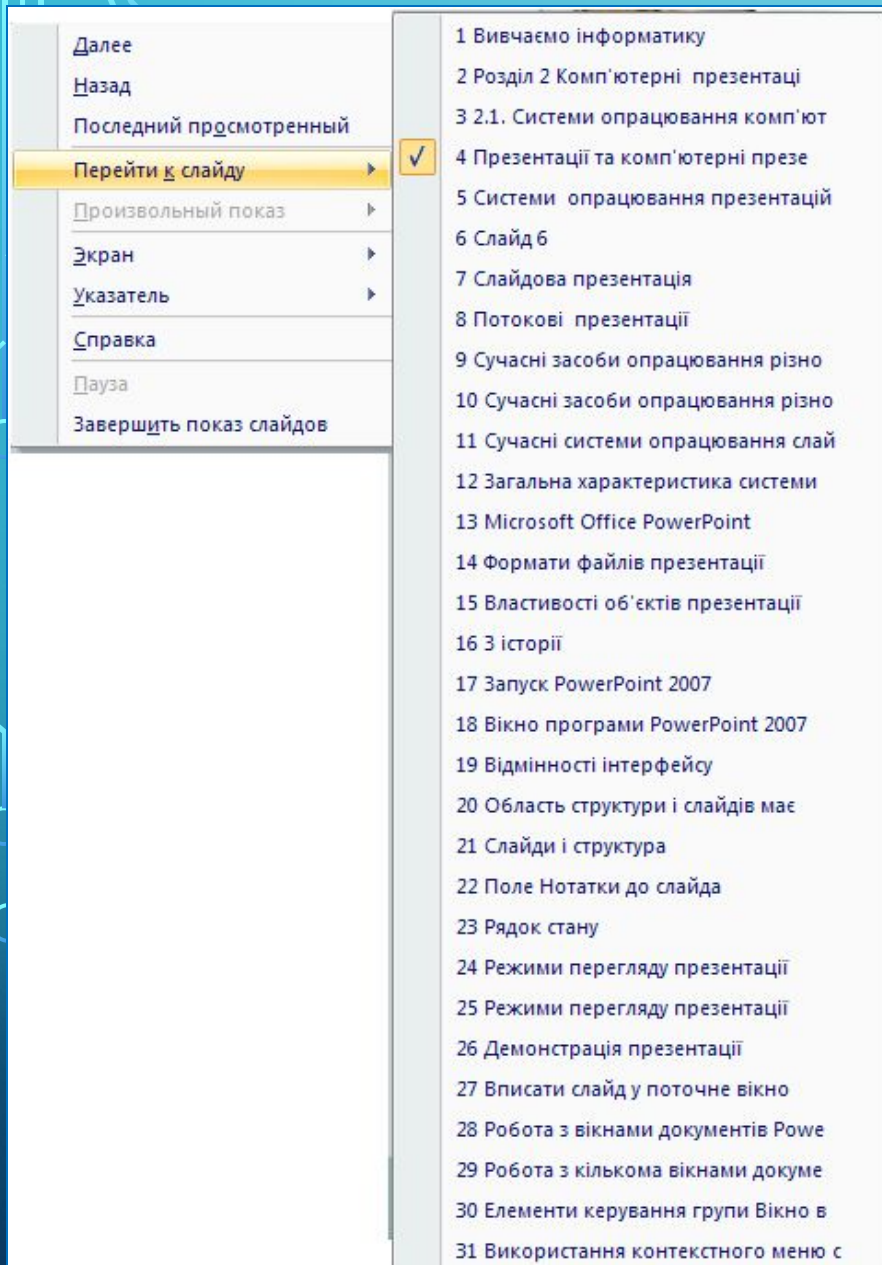 Далее
Назад
Последний просмотренный
Перейти к слайду
Произвольный показ
Экран
Указатель
Справка
Пауза
Завершить показ слайдов
1 Вивчаємо інформатику
2 Розділ 2 Комп'ютерні презентаці
3 2.1. Системи опрацювання комп'ют
4 Презентації та комп'ютерні презе
5 Системи опрацювання презентацій
6 Слайд 6
7 Слайдова презентація
8 Потокові презентації
9 Сучасні засоби опрацювання різно
10 Сучасні засоби опрацювання різно
11 Сучасні системи опрацювання слай
12 Загальна характеристика системи
13 Microsoft Office PowerPoint
14 Формати файлів презентації
15 Властивості об'єктів презентації
16 З історії
17 Запуск PowerPoint 2007
18 Вікно програми PowerPoint 2007
19 Відмінності інтерфейсу
20 Область структури і слайдів має
21 Слайди і структура
22 Поле Нотатки до слайда
23 Рядок стану
24 Режими перегляду презентації
25 Режими перегляду презентації
26 Демонстрація презентації
27 Вписати слайд у поточне вікно
28 Робота з вікнами документів Powe
29 Робота з кількома вікнами докуме
30 Елементи керування групи Вікно в
31 Використання контекстного меню с